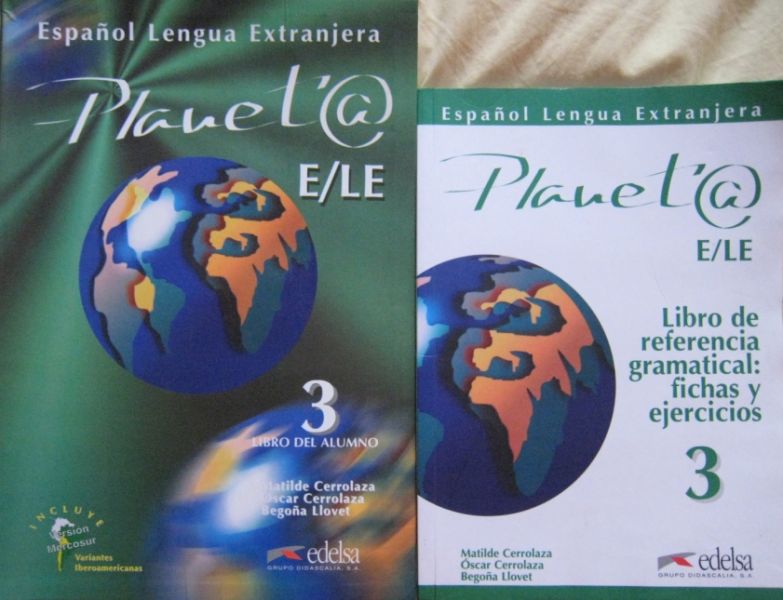 Español Lengua Extranjera
Planet@
E/LE
3
LIBRO DEL ALUMNO
Matilde Cerrolaza
Óscar Cerrolaza
Begoña Llovet
INCLUYE
Versión
Mercosur
Variantes
Iberoamericanas
edelsa
GRUPO DIDASCALIA, S.A.
Español Lengua Extranjera
Planet@
E/LE
Libro de
referencia
gramatical:
fichas y
ejercicios
3
Matilde Cerrolaza
Óscar Cerrolaza
Begoña Llovet
edelsa
GRUPO DIDASCALIA, S.A.